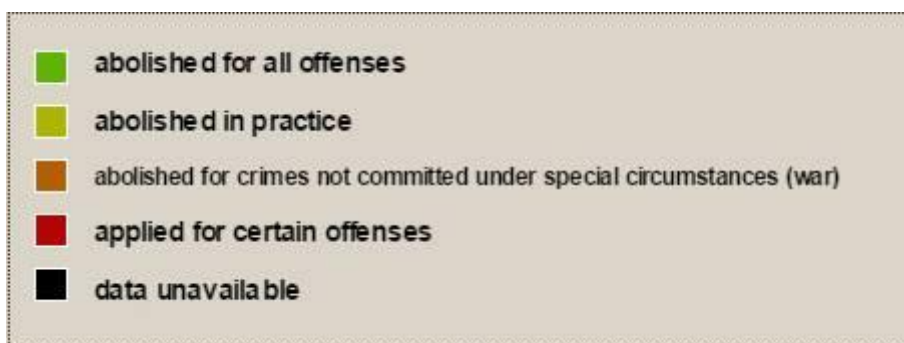 abolished for all offenses
abolished in practice
abolished for crimes not committed under special circumstances (war)
applied for certain offenses
data unavailable